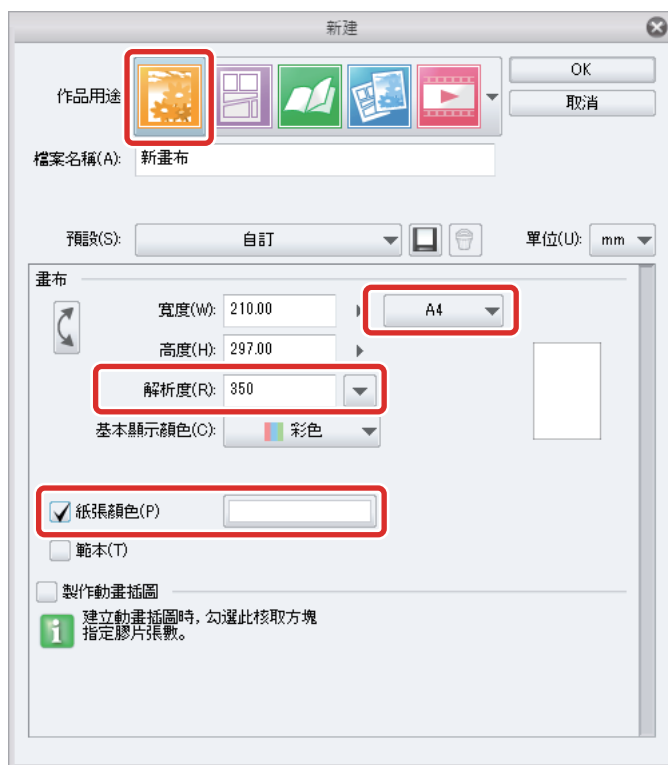 新建
作品用途
OK
取消
檔案名稱(A): 新畫布
預設(S): 自訂 單位(U): mm
畫布
寬度(W): 210.00 A4
高度(H): 297.00
解析度(R): 350
基本顯示顏色(C): 彩色
紙張顏色(P)
範本(T)
製作動畫插圖
建立動畫插圖時, 勾選此核取方塊
指定膠片張數。